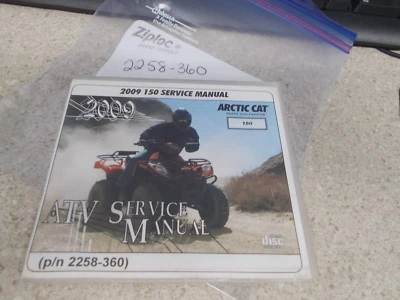 Ziploc
2258-360
2009 150 SERVICE MANUAL
2009
ARCTIC CAT
150
ATV SERVICE
MANUAL
disc
(p/n 2258-360)